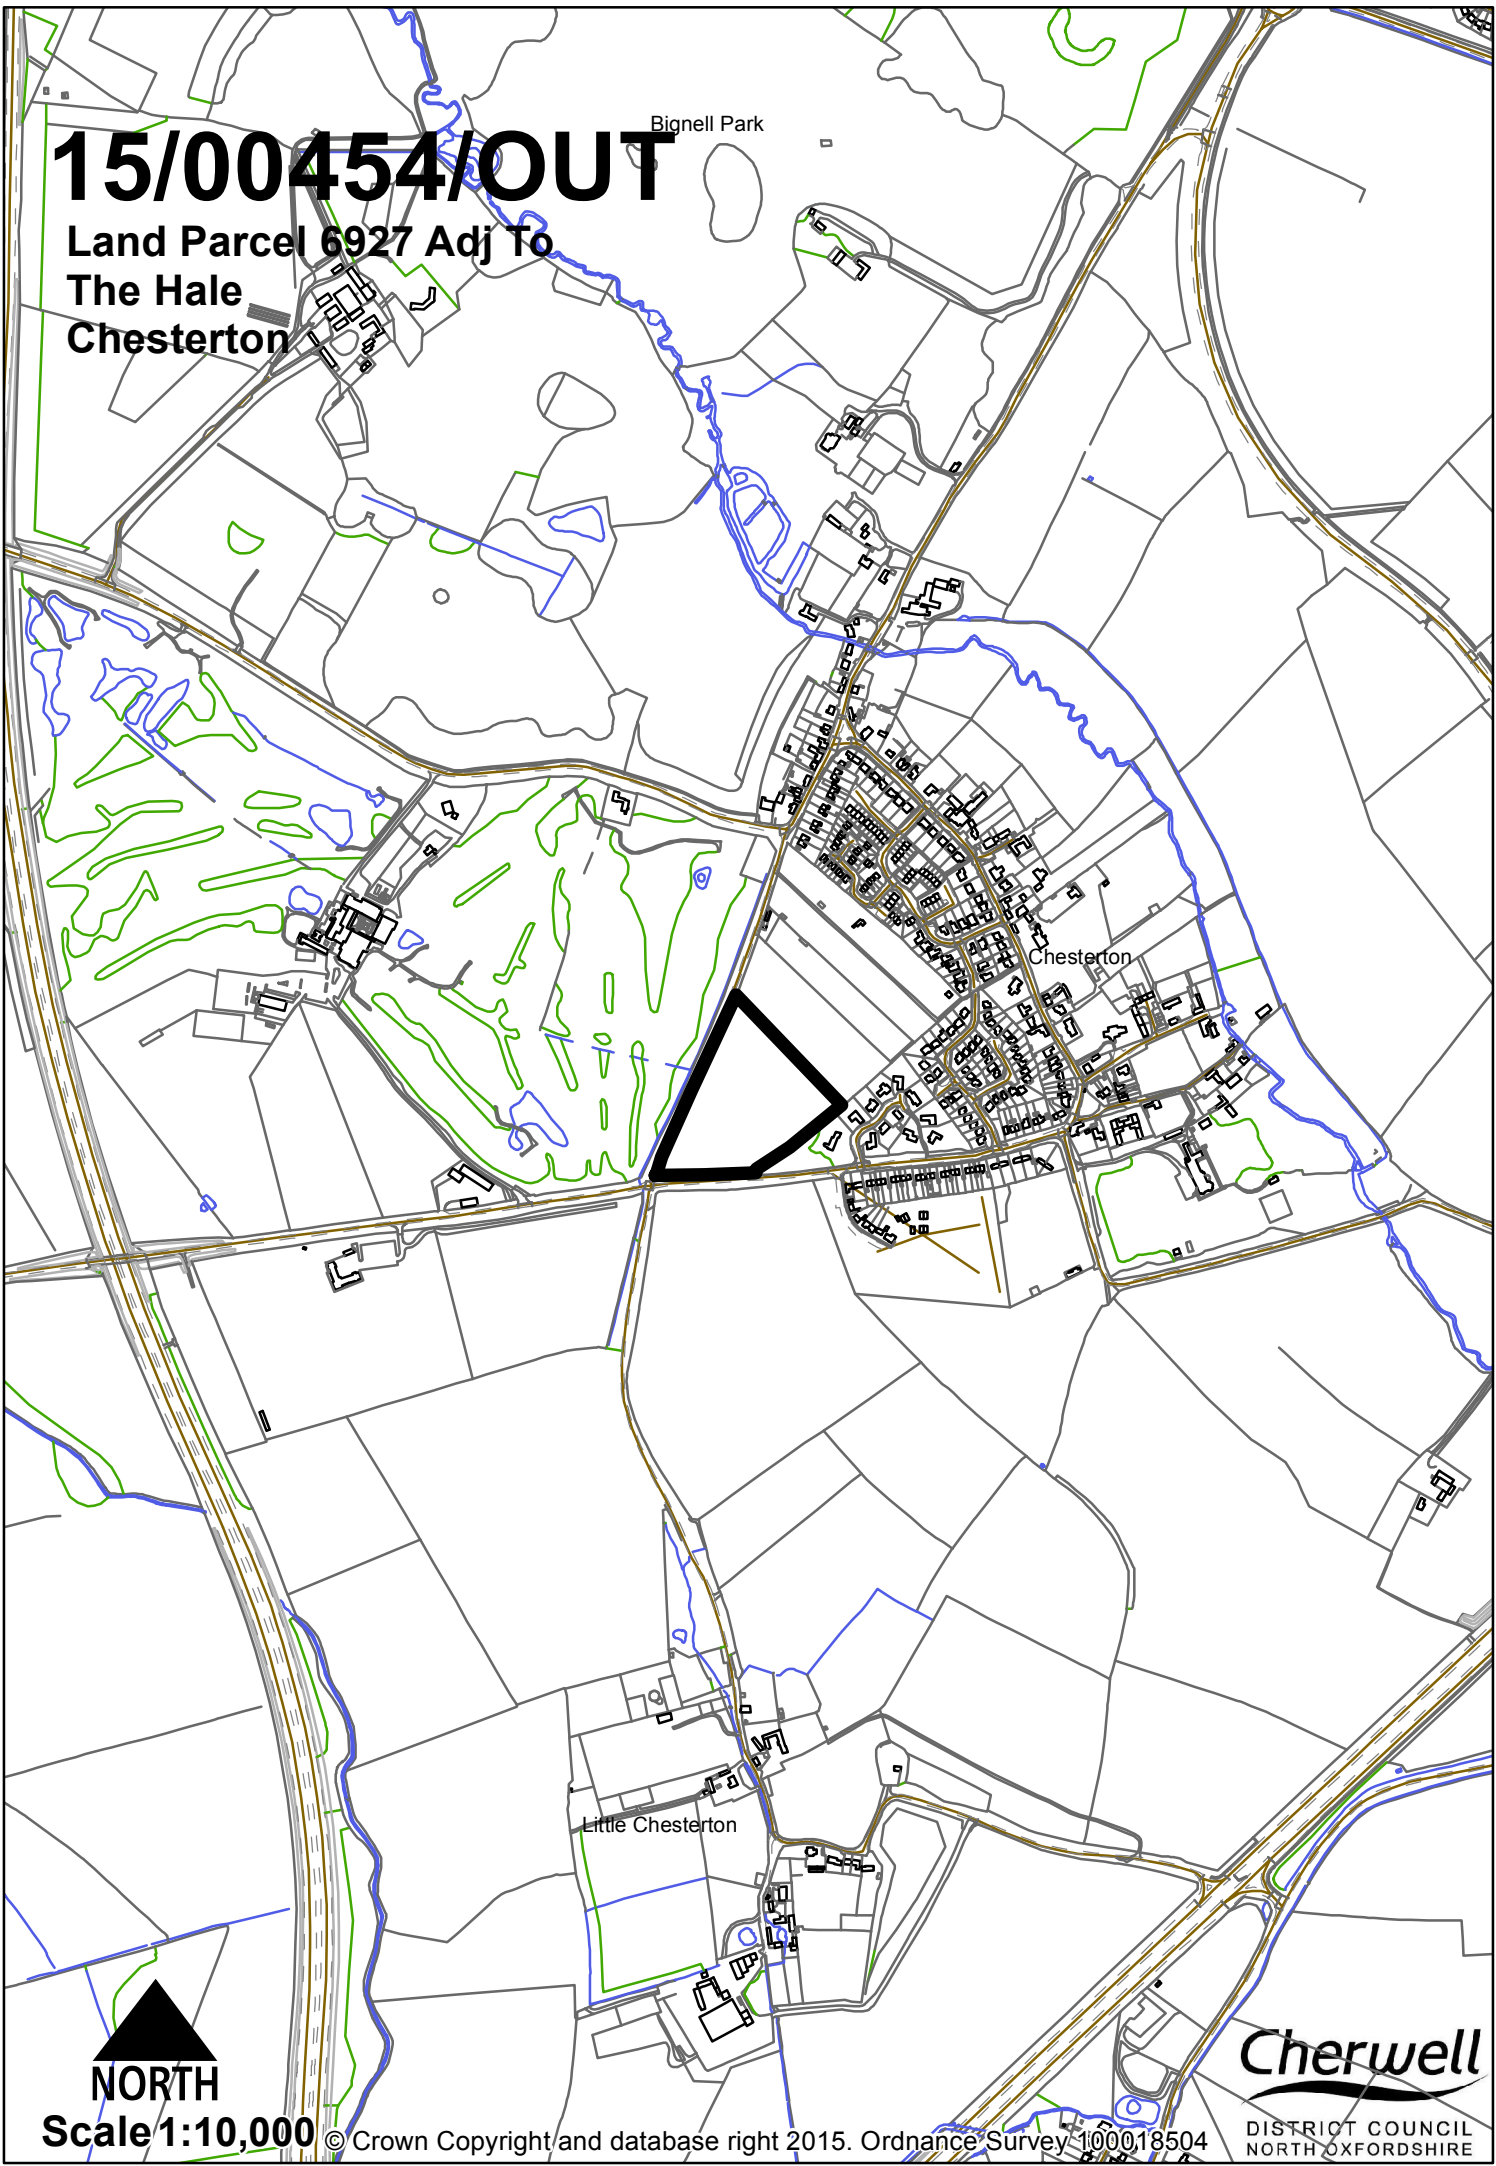 Bignell Park
15/00454/OUT
Land Parcel 6927 Adj To
The Hale
Chesterton
Chesterton
Little Chesterton
NORTH
Scale 1:10,000
© Crown Copyright and database right 2015. Ordnance Survey 100018504
Cherwell
DISTRICT COUNCIL
NORTH OXFORDSHIRE